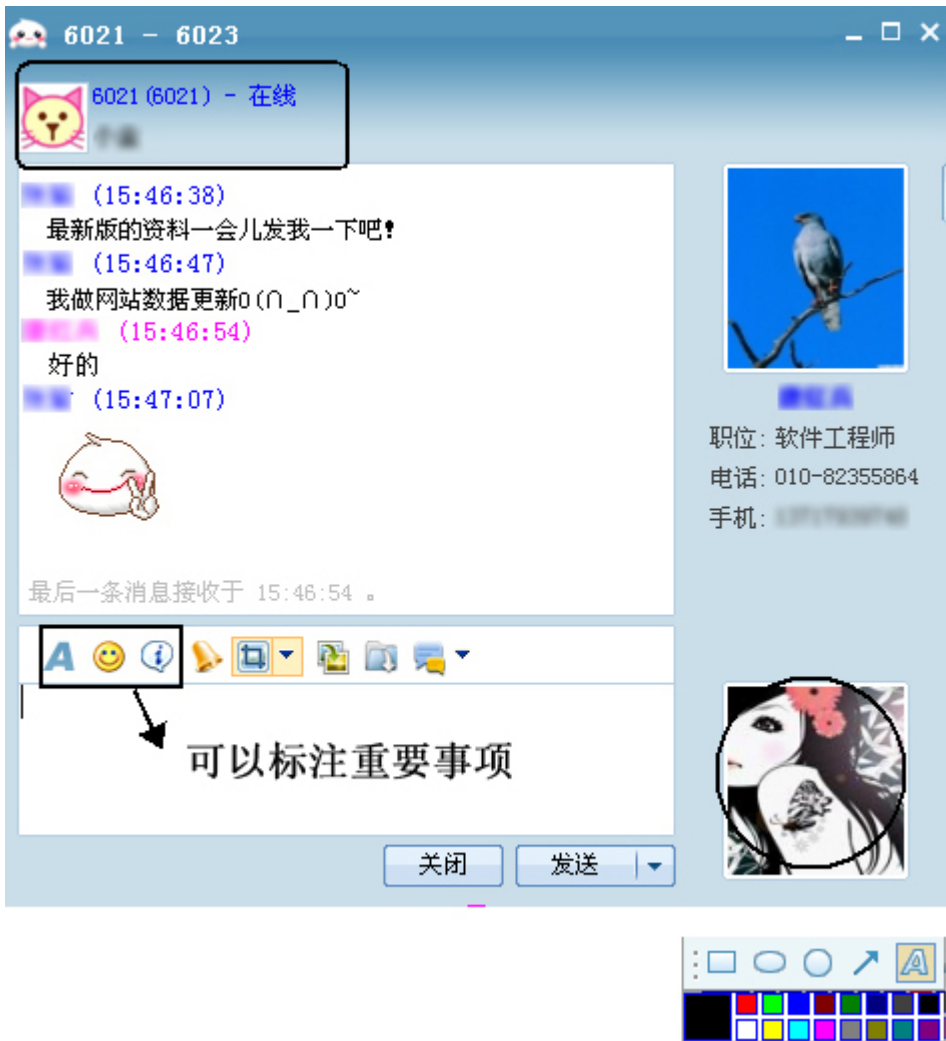 6021 - 6023
6021(6021) - 在线
(15:46:38)
最新版的资料一会儿发我一下吧!
(15:46:47)
我做网站数据更新O(∩_∩)O~
(15:46:54)
好的
(15:47:07)
最后一条消息接收于 15:46:54 。
职位: 软件工程师
电话: 010-82355864
手机:
可以标注重要事项
关闭
发送